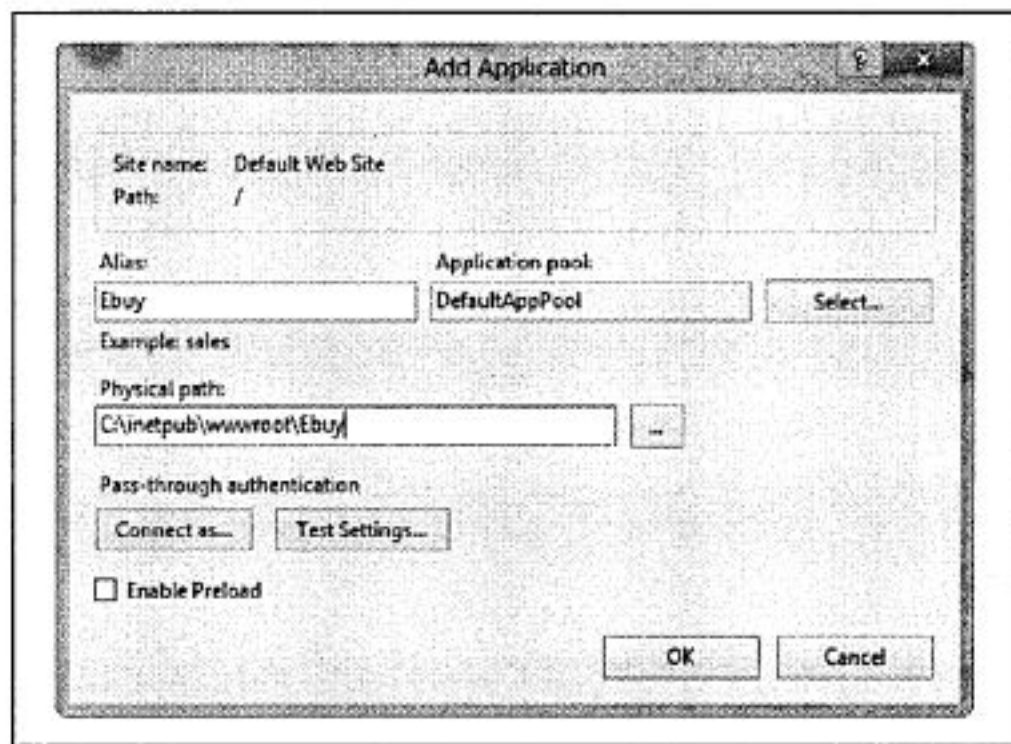 Add Application
Site name: Default Web Site
Path: /
Alias: Application pool:
Ebuy DefaultAppPool Select...
Example: sales
Physical path:
C:\inetpub\wwwroot\Ebuy ...
Pass-through authentication
Connect as... Test Settings...
Enable Preload
OK Cancel